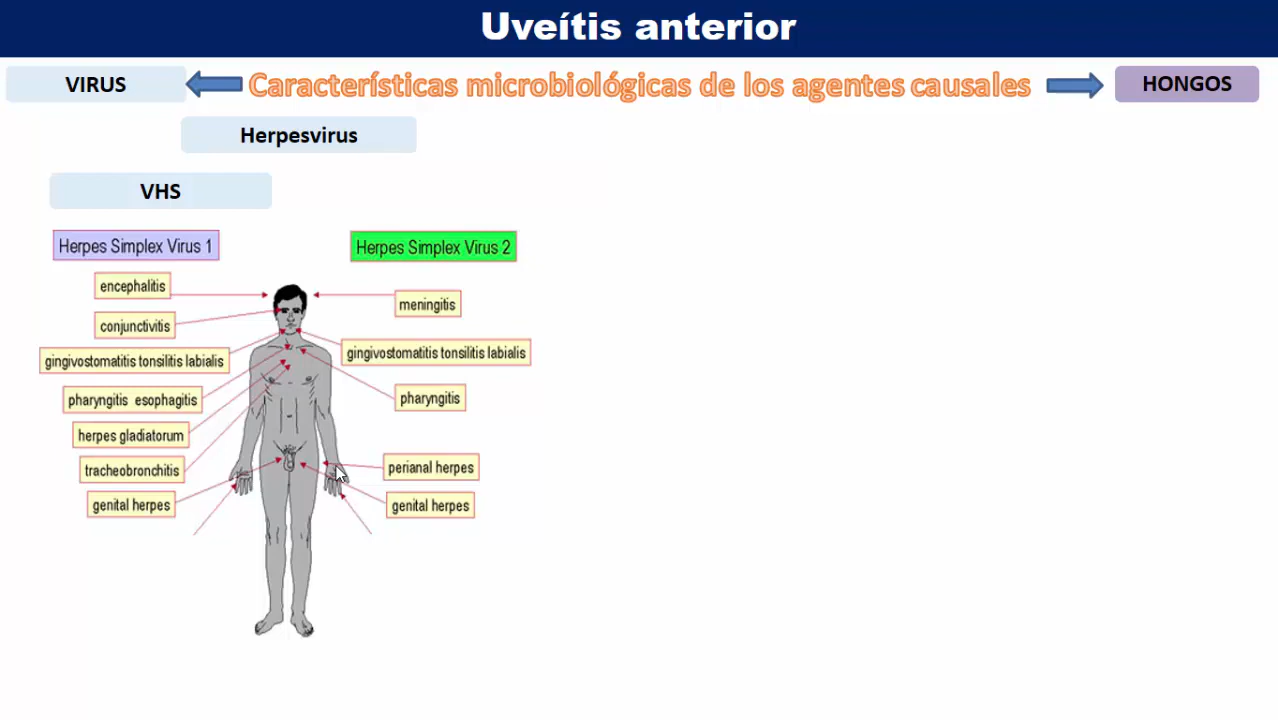 Uveítis anterior
VIRUS
Características microbiológicas de los agentes causales
HONGOS
Herpesvirus
VHS
Herpes Simplex Virus 1
encephalitis
conjunctivitis
gingivostomatitis tonsilitis labialis
pharyngitis esophagitis
herpes gladiatorum
tracheobronchitis
genital herpes
Herpes Simplex Virus 2
meningitis
gingivostomatitis tonsilitis labialis
pharyngitis
perianal herpes
genital herpes